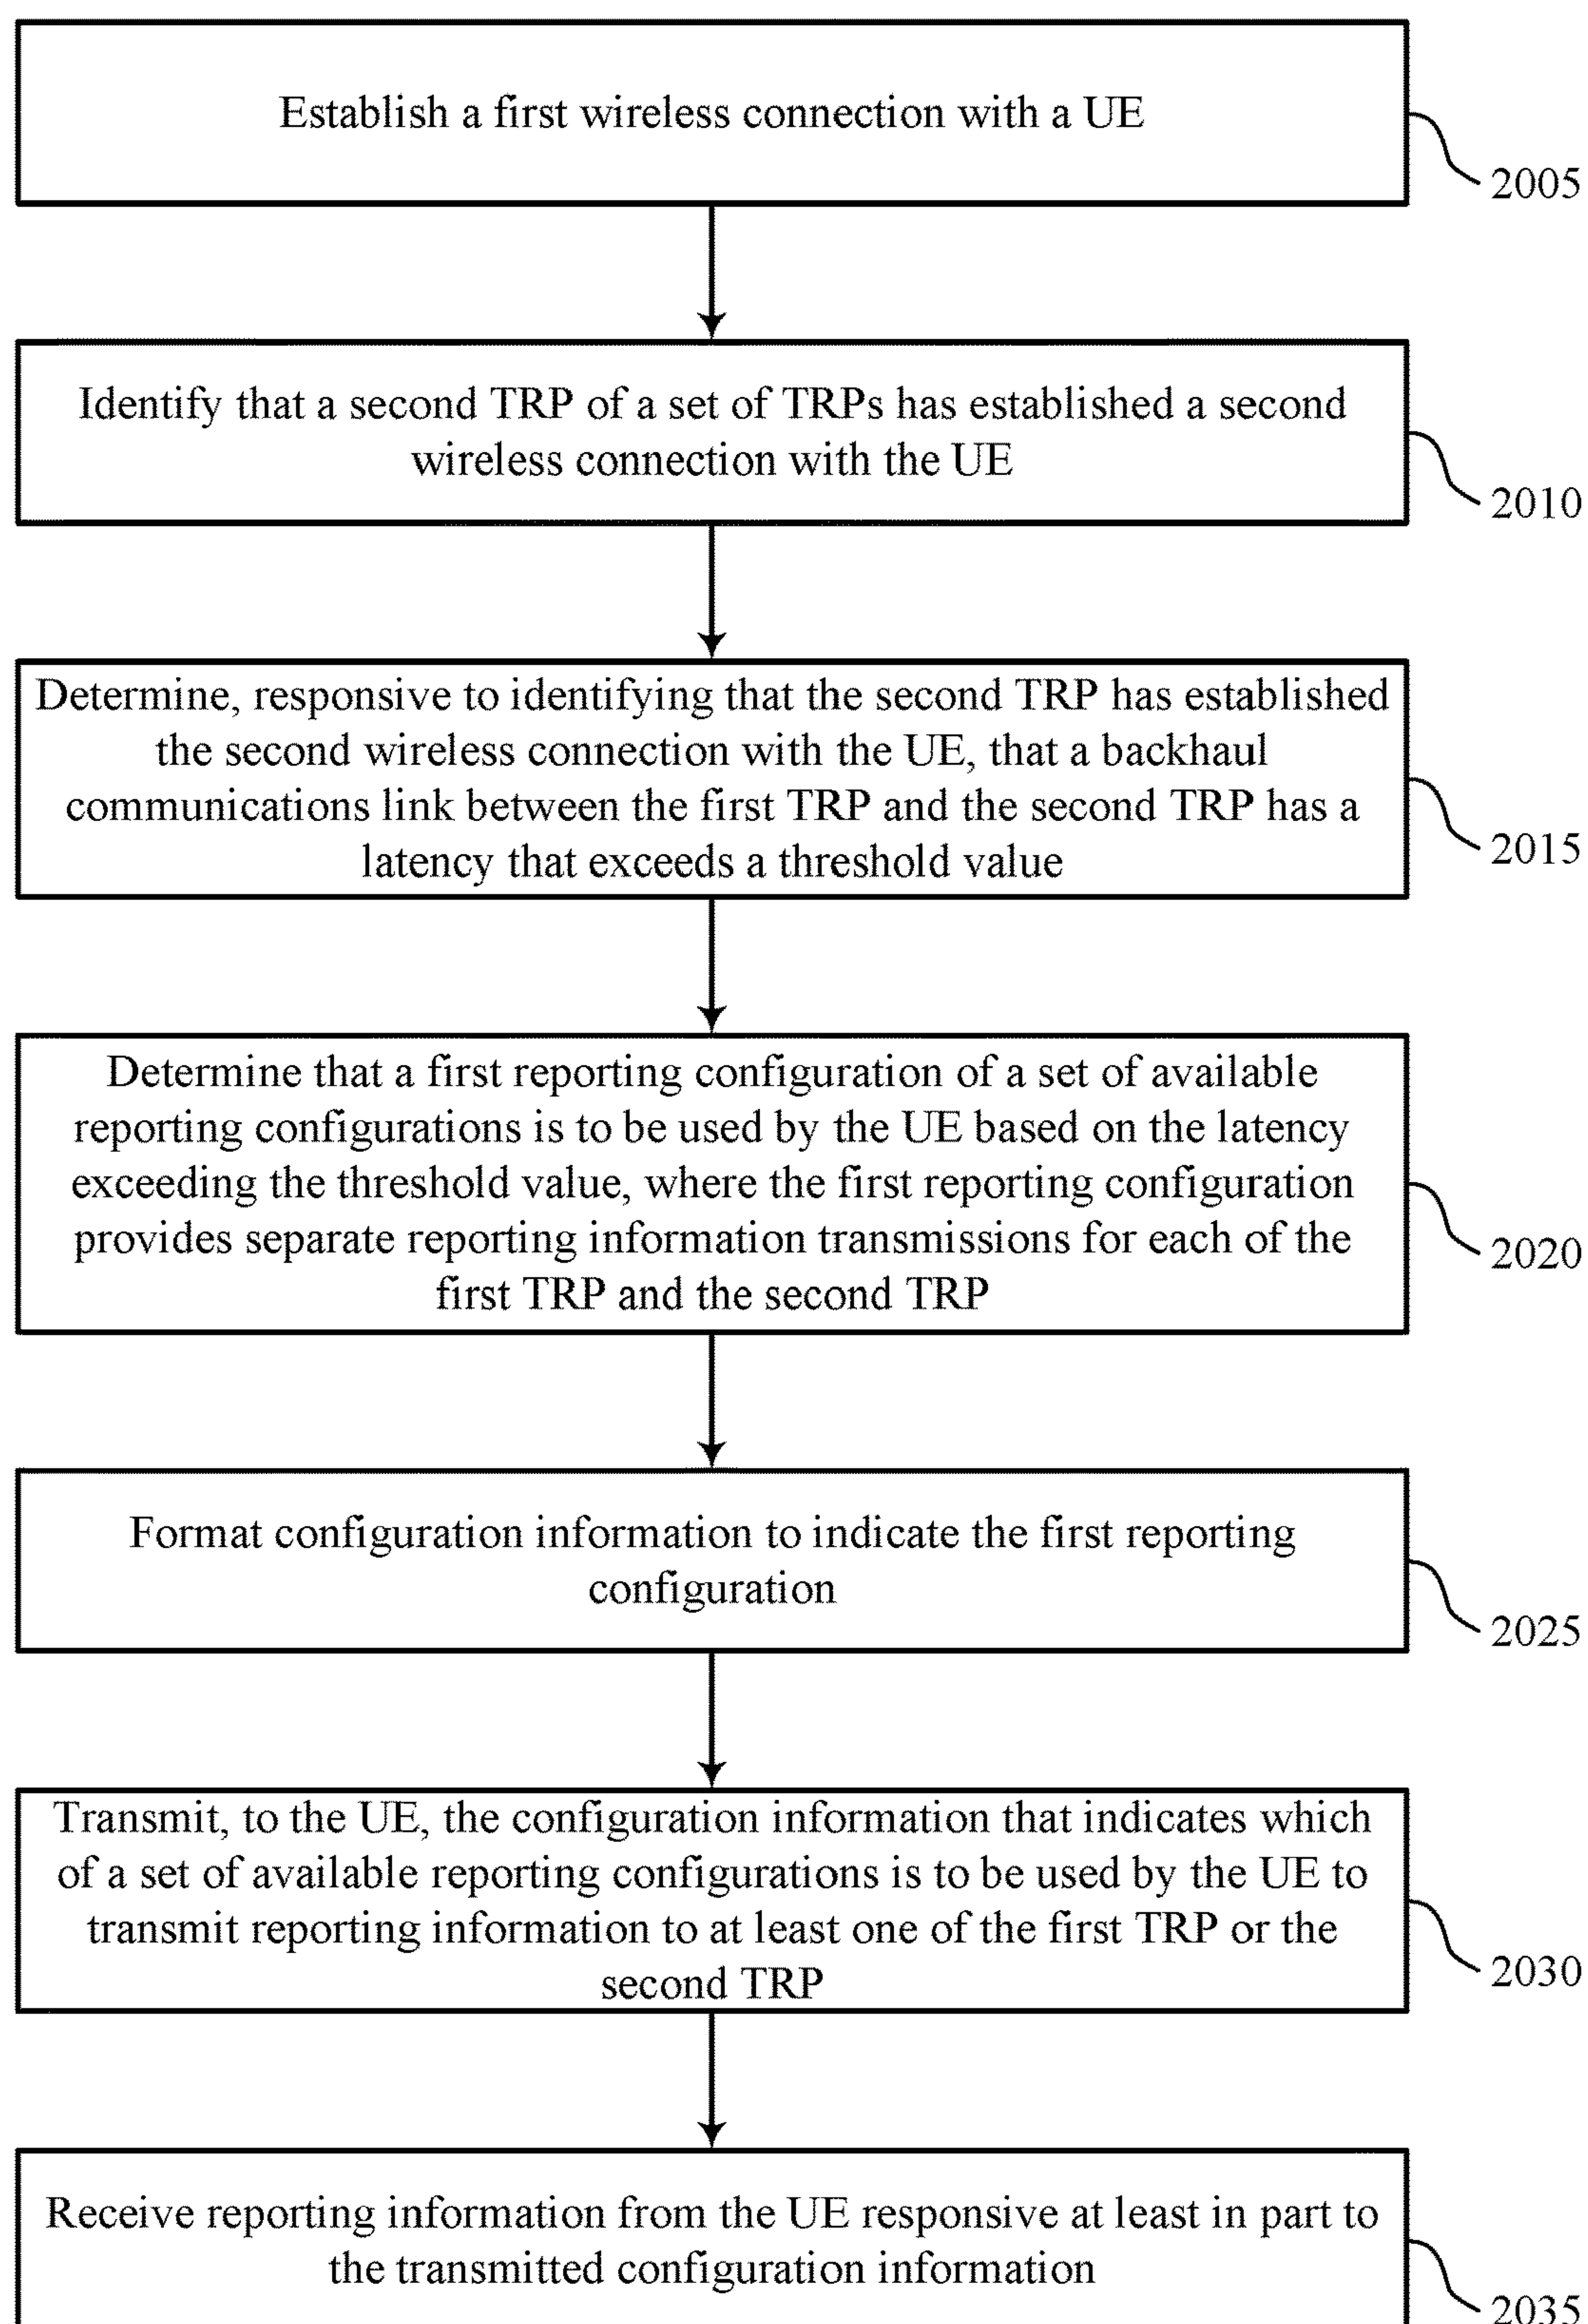 Establish a first wireless connection with a UE
2005
Identify that a second TRP of a set of TRPs has established a second
wireless connection with the UE
2010
Determine, responsive to identifying that the second TRP has established
the second wireless connection with the UE, that a backhaul
communications link between the first TRP and the second TRP has a
latency that exceeds a threshold value
2015
Determine that a first reporting configuration of a set of available
reporting configurations is to be used by the UE based on the latency
exceeding the threshold value, where the first reporting configuration
provides separate reporting information transmissions for each of the
first TRP and the second TRP
2020
Format configuration information to indicate the first reporting
configuration
2025
Transmit, to the UE, the configuration information that indicates which
of a set of available reporting configurations is to be used by the UE to
transmit reporting information to at least one of the first TRP or the
second TRP
2030
Receive reporting information from the UE responsive at least in part to
the transmitted configuration information
2035